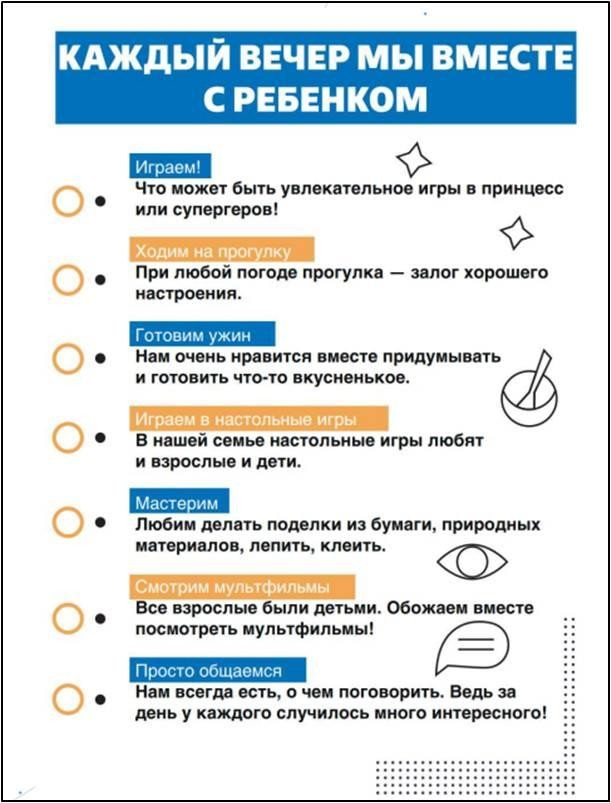 КАЖДЫЙ ВЕЧЕР МЫ ВМЕСТЕ
С РЕБЕНКОМ
Играем!
Что может быть увлекательное игры в принцесс
или супергеров!
Ходим на прогулку
При любой погоде прогулка — залог хорошего
настроения.
Готовим ужин
Нам очень нравится вместе придумывать
и готовить что-то вкусненькое.
Играем в настольные игры
В нашей семье настольные игры любят
и взрослые и дети.
Мастерим
Любим делать поделки из бумаги, природных
материалов, лепить, клеить.
Смотрим мультфильмы
Все взрослые были детьми. Обожаем вместе
посмотреть мультфильмы!
Просто общаемся
Нам всегда есть, о чем поговорить. Ведь за
день у каждого случилось много интересного!